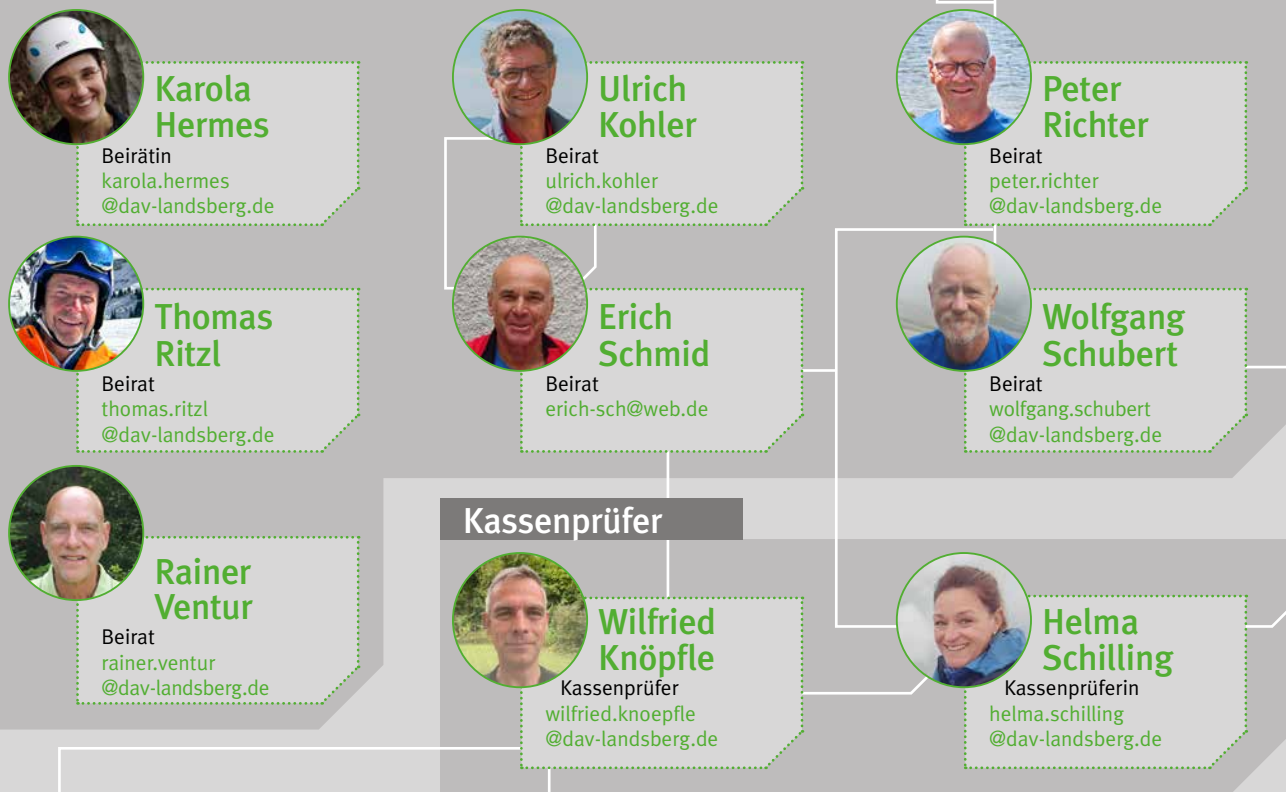 Karola
Hermes
Beirätin
karola.hermes
@dav-landsberg.de
Ulrich
Kohler
Beirat
ulrich.kohler
@dav-landsberg.de
Peter
Richter
Beirat
peter.richter
@dav-landsberg.de
Thomas
Ritzl
Beirat
thomas.ritzl
@dav-landsberg.de
Erich
Schmid
Beirat
erich-sch@web.de
Wolfgang
Schubert
Beirat
wolfgang.schubert
@dav-landsberg.de
Rainer
Ventur
Beirat
rainer.ventur
@dav-landsberg.de
Kassenprüfer
Wilfried
Knöpfle
Kassenprüfer
wilfried.knoepfle
@dav-landsberg.de
Helma
Schilling
Kassenprüferin
helma.schilling
@dav-landsberg.de